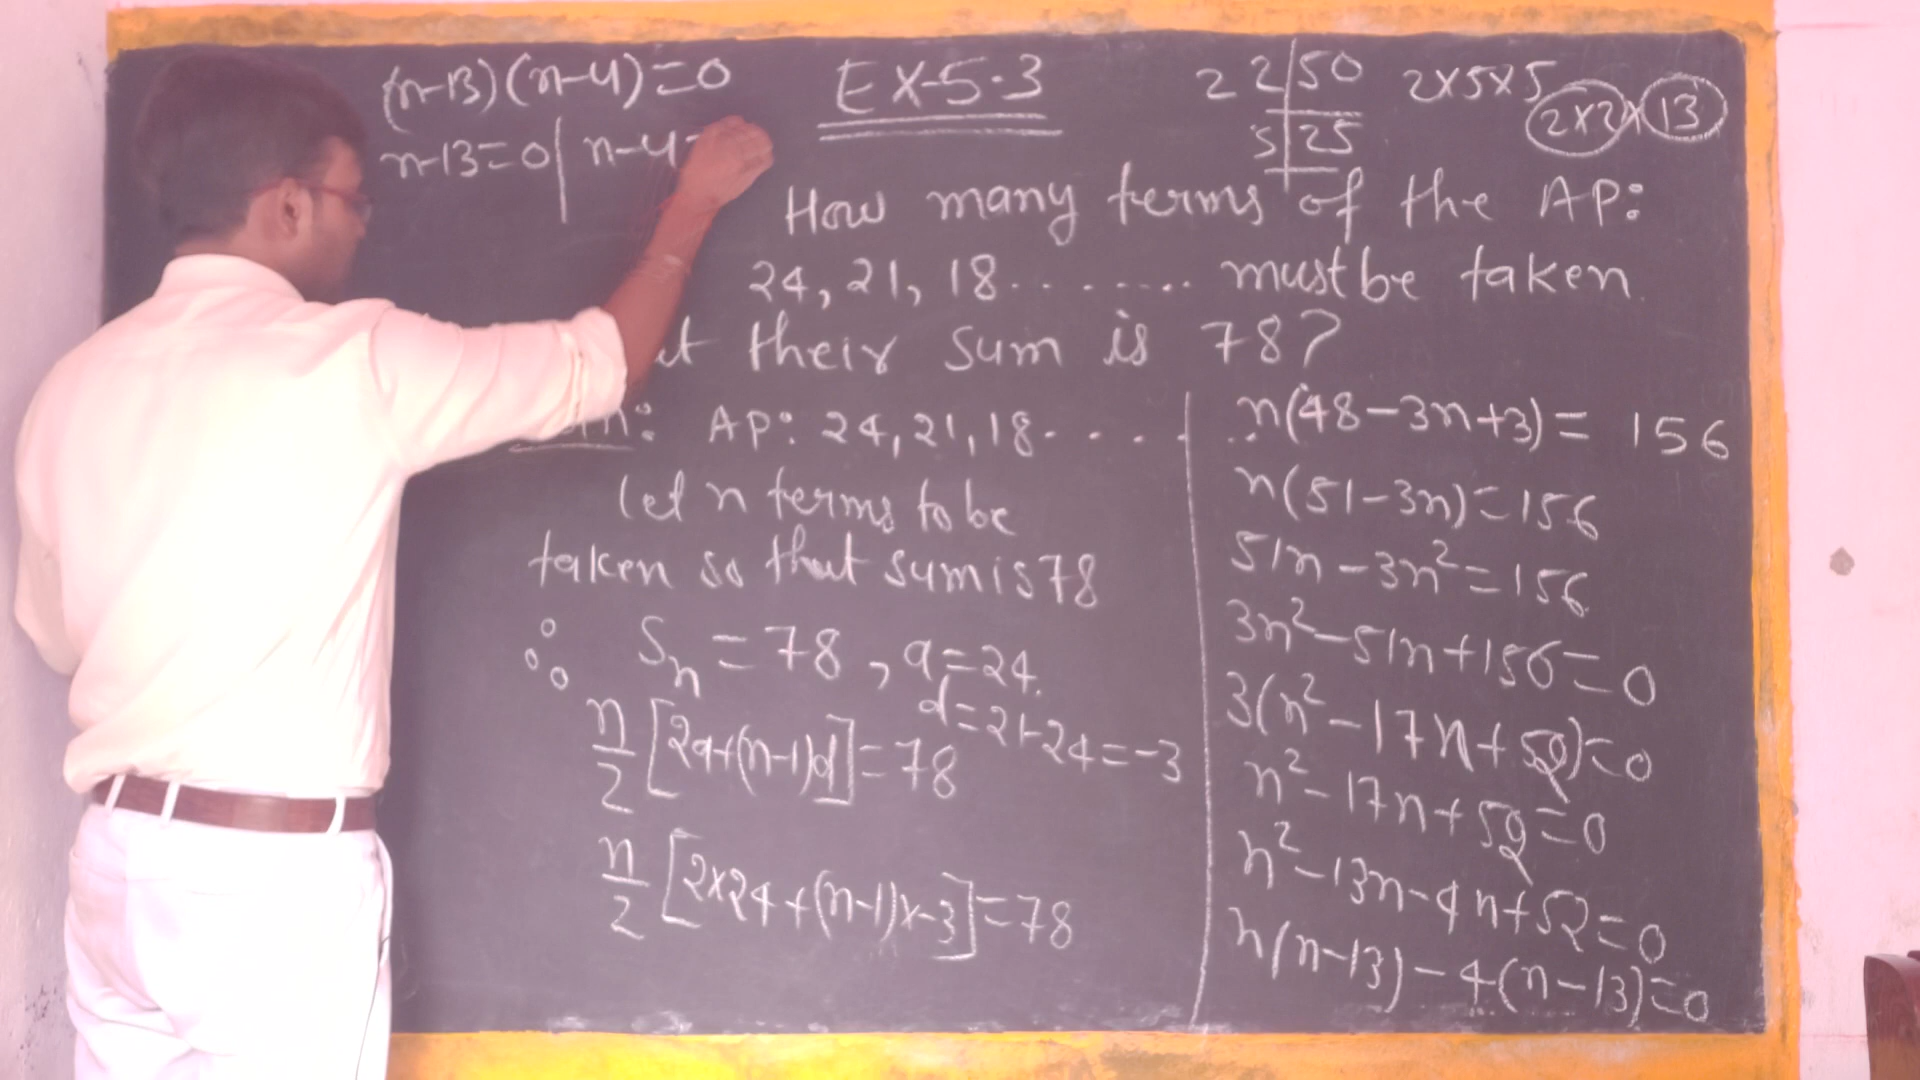 (n-13)(n-4)=0
n-13=0 | n-4=
EX-5.3
2 2|50
5|25
2×5×5
2×2×13
How many terms of the AP:
24, 21, 18........ must be taken
their sum is 78?
AP: 24, 21, 18......
Let n terms to be
taken so that sum is 78
∴ Sn = 78, a=24.
d=21-24=-3
n/2 [2a+(n-1)d]=78
n/2 [2×24+(n-1)×-3]=78
n(48-3n+3)= 156
n(51-3n)=156
51n-3n²=156
3n²-51n+156=0
3(n²-17n+52)=0
n²-17n+52=0
n²-13n-4n+52=0
n(n-13)-4(n-13)=0